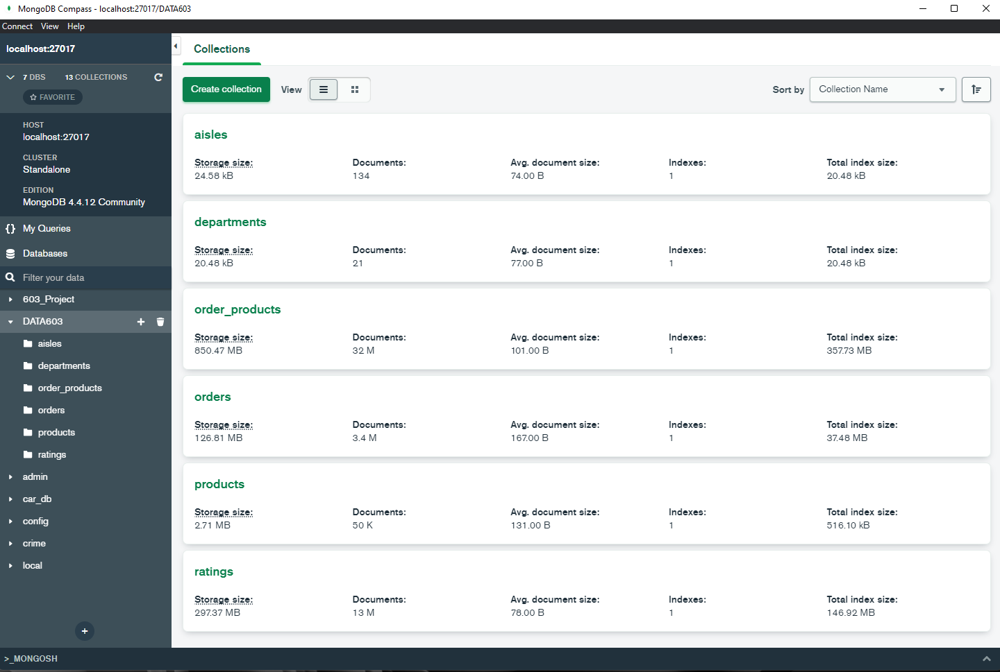 MongoDB Compass - localhost:27017/DATA603
Connect View Help
localhost:27017
7 DBS 13 COLLECTIONS
FAVORITE
HOST
localhost:27017
CLUSTER
Standalone
EDITION
MongoDB 4.4.12 Community
{} My Queries
Databases
Filter your data
603_Project
DATA603
aisles
departments
order_products
orders
products
ratings
admin
car_db
config
crime
local
+
Collections
Create collection View Sort by Collection Name
aisles
Storage size: Documents: Avg. document size: Indexes: Total index size:
24.58 kB 134 74.00 B 1 20.48 kB
departments
Storage size: Documents: Avg. document size: Indexes: Total index size:
20.48 kB 21 77.00 B 1 20.48 kB
order_products
Storage size: Documents: Avg. document size: Indexes: Total index size:
850.47 MB 32 M 101.00 B 1 357.73 MB
orders
Storage size: Documents: Avg. document size: Indexes: Total index size:
126.81 MB 3.4 M 167.00 B 1 37.48 MB
products
Storage size: Documents: Avg. document size: Indexes: Total index size:
2.71 MB 50 K 131.00 B 1 516.10 kB
ratings
Storage size: Documents: Avg. document size: Indexes: Total index size:
297.37 MB 13 M 78.00 B 1 146.92 MB
>_MONGOSH